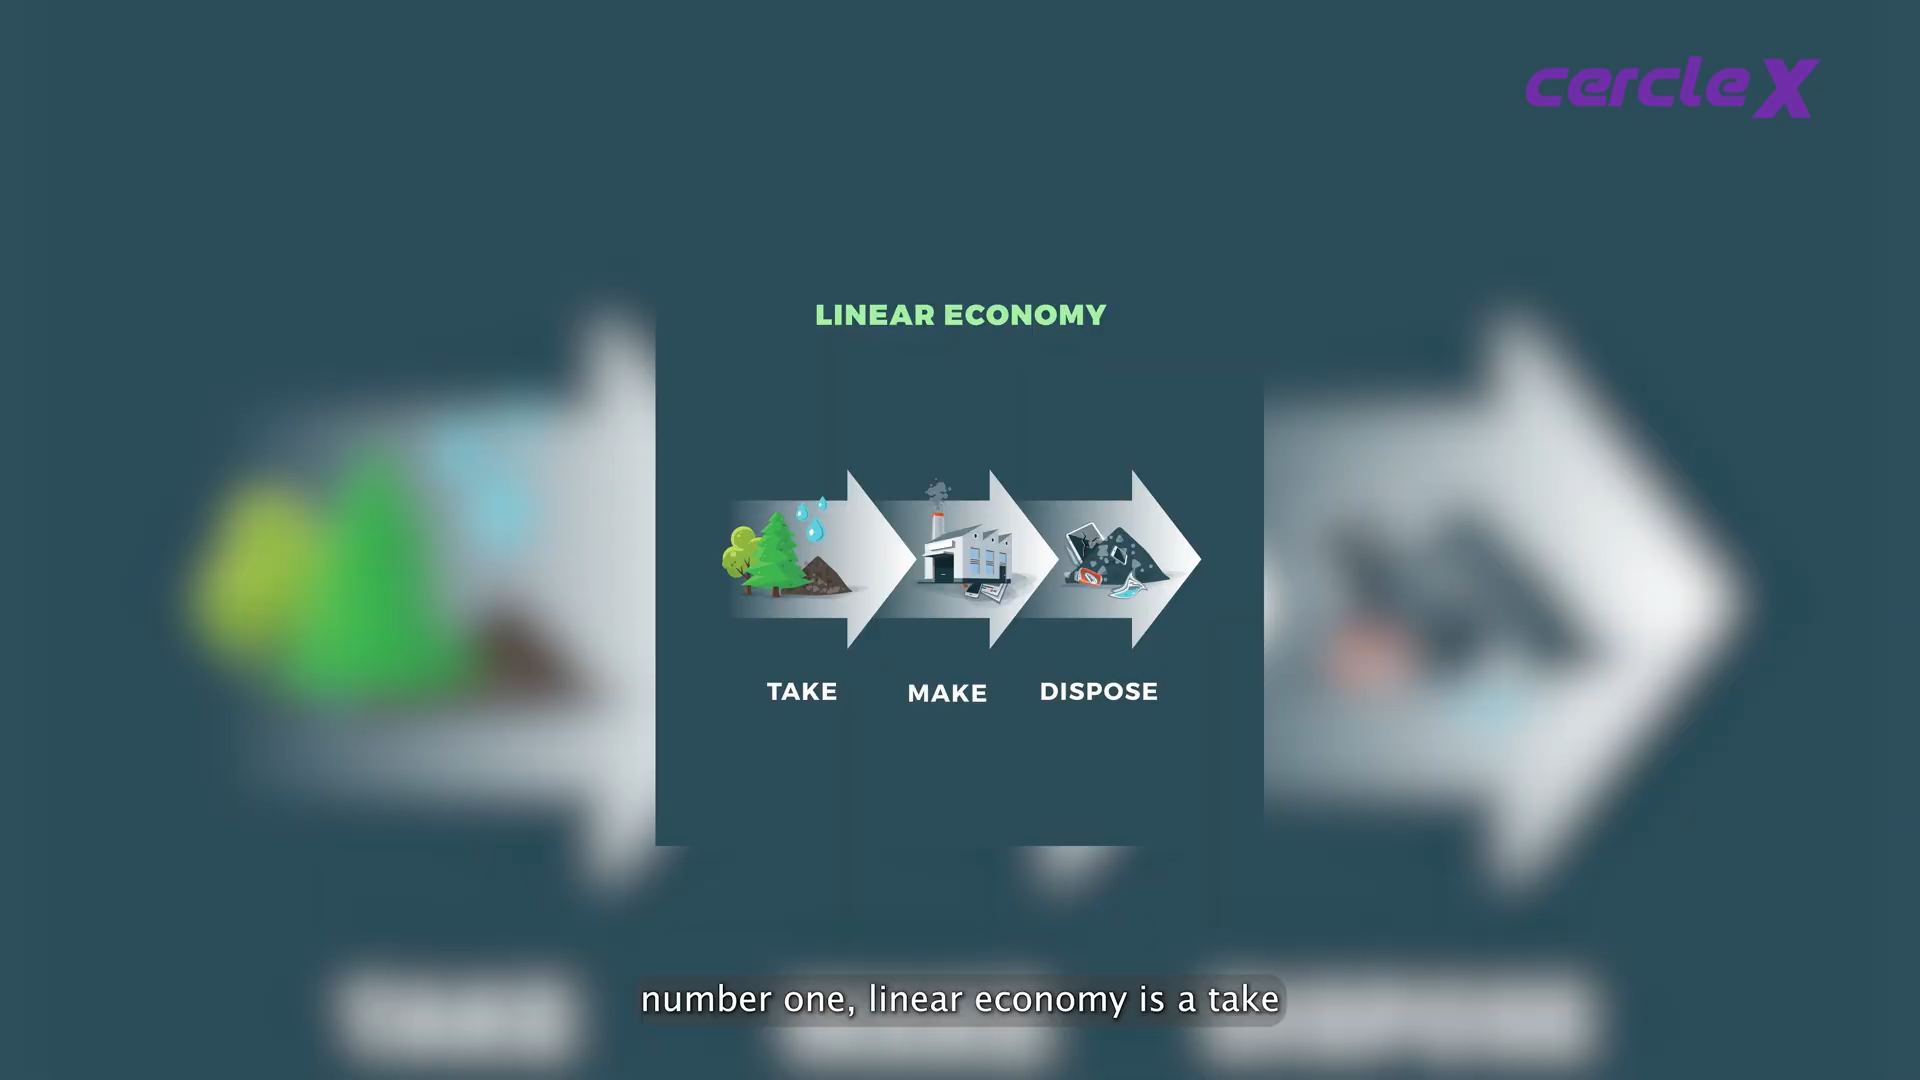 cercleX
LINEAR ECONOMY
TAKE
MAKE
DISPOSE
number one, linear economy is a take